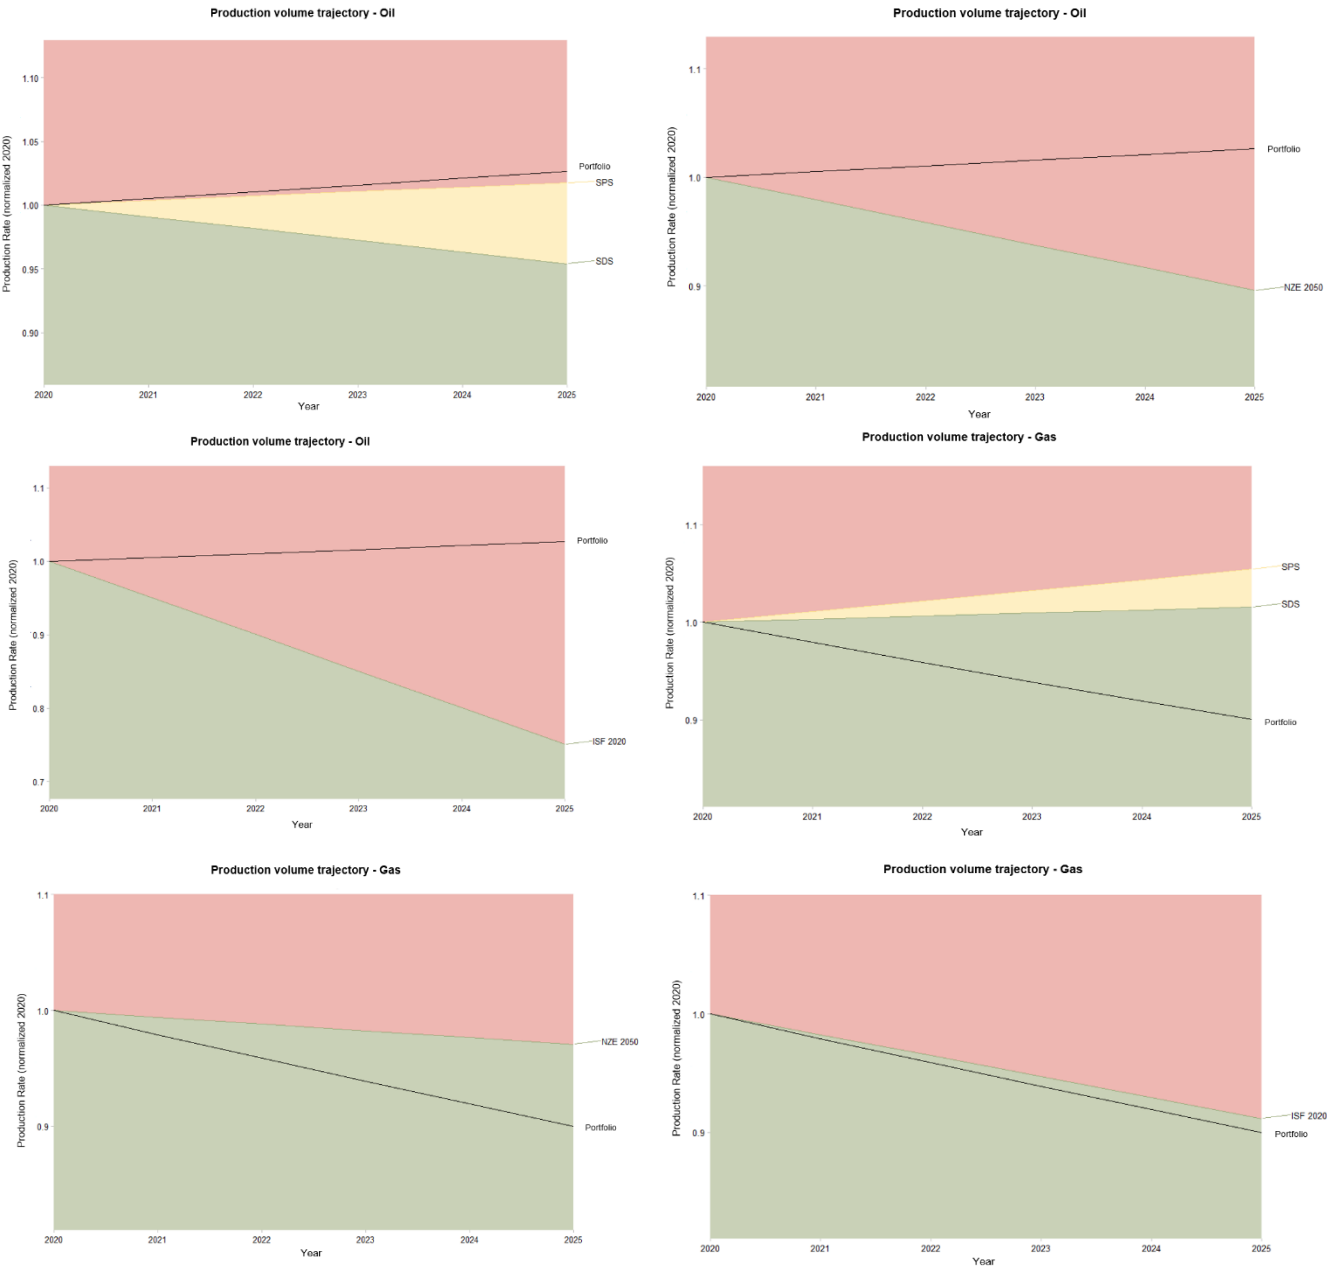 Production volume trajectory - Oil
Production Rate (normalized 2020)
1.10
1.05
1.00
0.95
0.90
Portfolio
SPS
SDS
2020 2021 2022 2023 2024 2025
Year
Production volume trajectory - Oil
Production Rate (normalized 2020)
1.1
1.0
0.9
Portfolio
NZE 2050
2020 2021 2022 2023 2024 2025
Year
Production volume trajectory - Oil
Production Rate (normalized 2020)
1.1
1.0
0.9
0.8
0.7
Portfolio
ISF 2020
2020 2021 2022 2023 2024 2025
Year
Production volume trajectory - Gas
Production Rate (normalized 2020)
1.1
1.0
0.9
SPS
SDS
Portfolio
2020 2021 2022 2023 2024 2025
Year
Production volume trajectory - Gas
Production Rate (normalized 2020)
1.1
1.0
0.9
NZE 2050
Portfolio
2020 2021 2022 2023 2024 2025
Year
Production volume trajectory - Gas
Production Rate (normalized 2020)
1.1
1.0
0.9
ISF 2020
Portfolio
2020 2021 2022 2023 2024 2025
Year